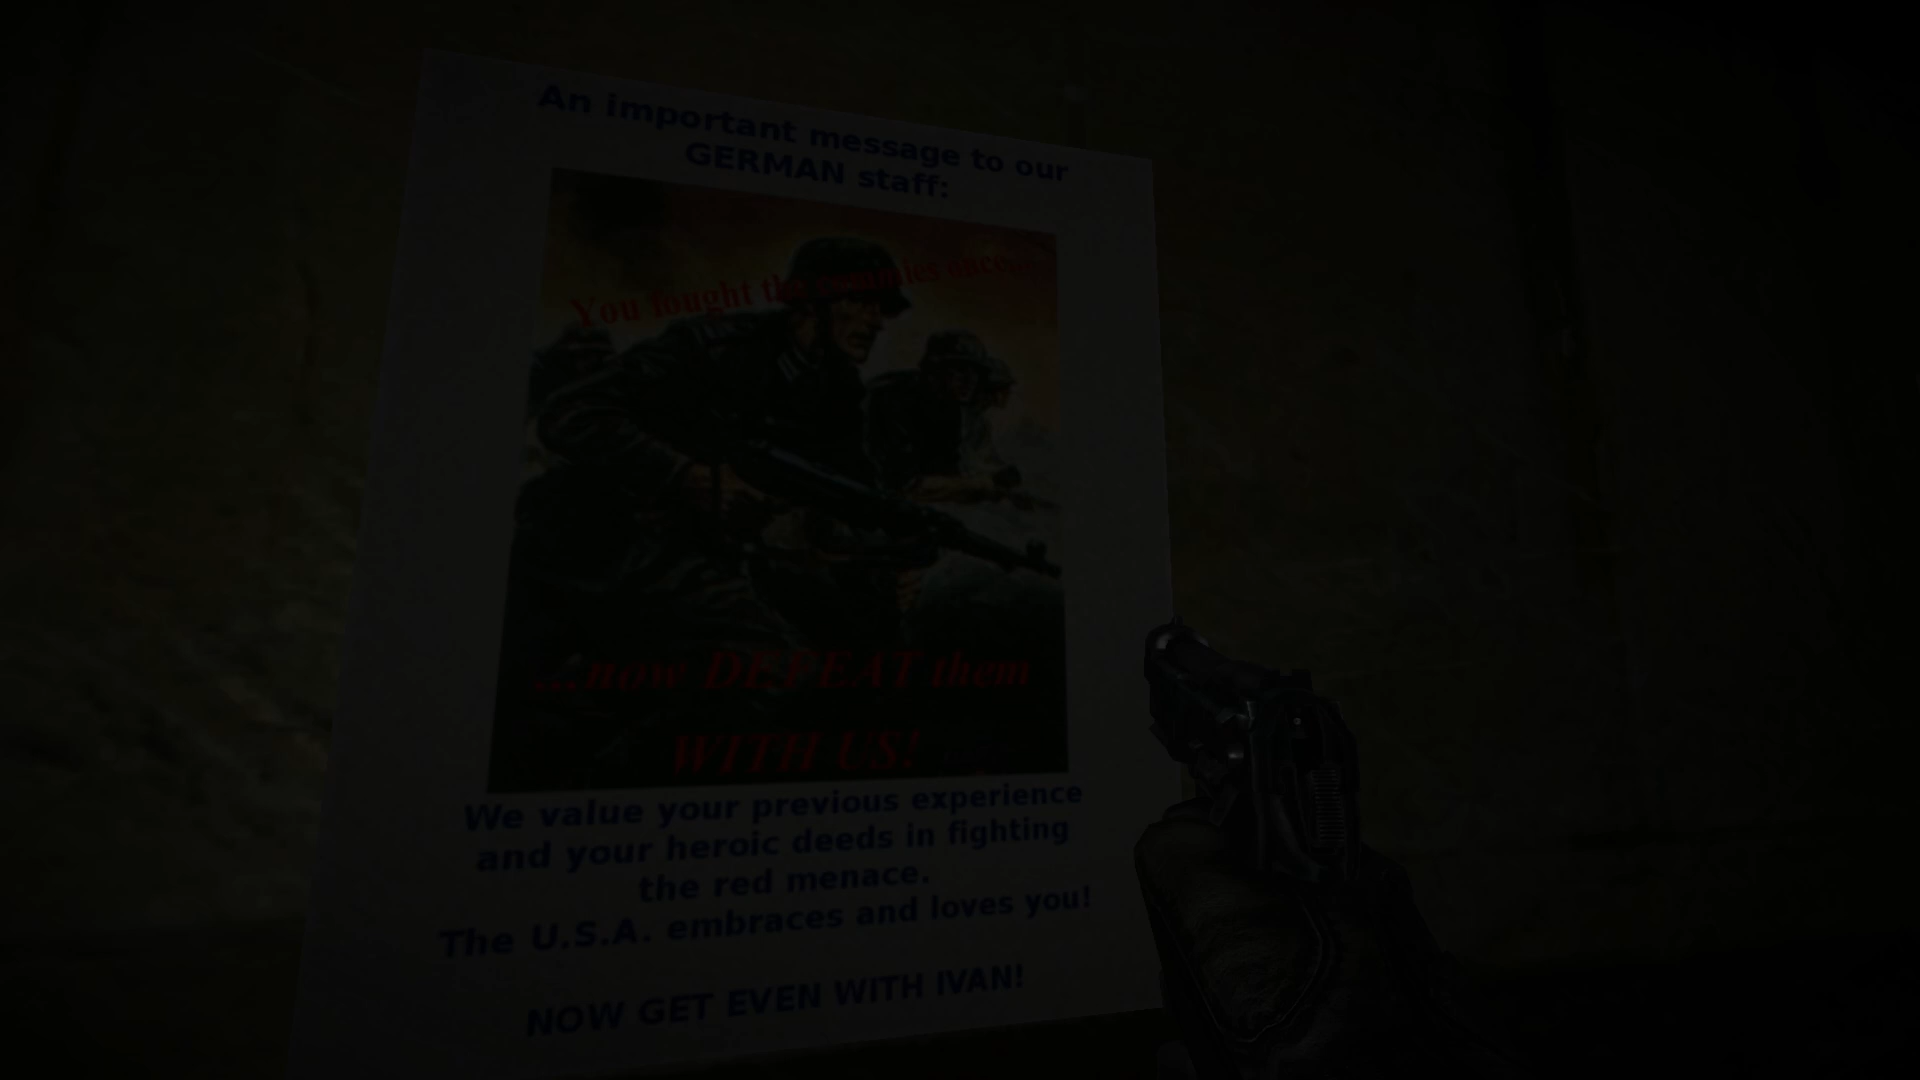 An important message to our
GERMAN staff:
You fought the commies once...
...now DEFEAT them
WITH US!
We value your previous experience
and your heroic deeds in fighting
the red menace.
The U.S.A. embraces and loves you!
NOW GET EVEN WITH IVAN!